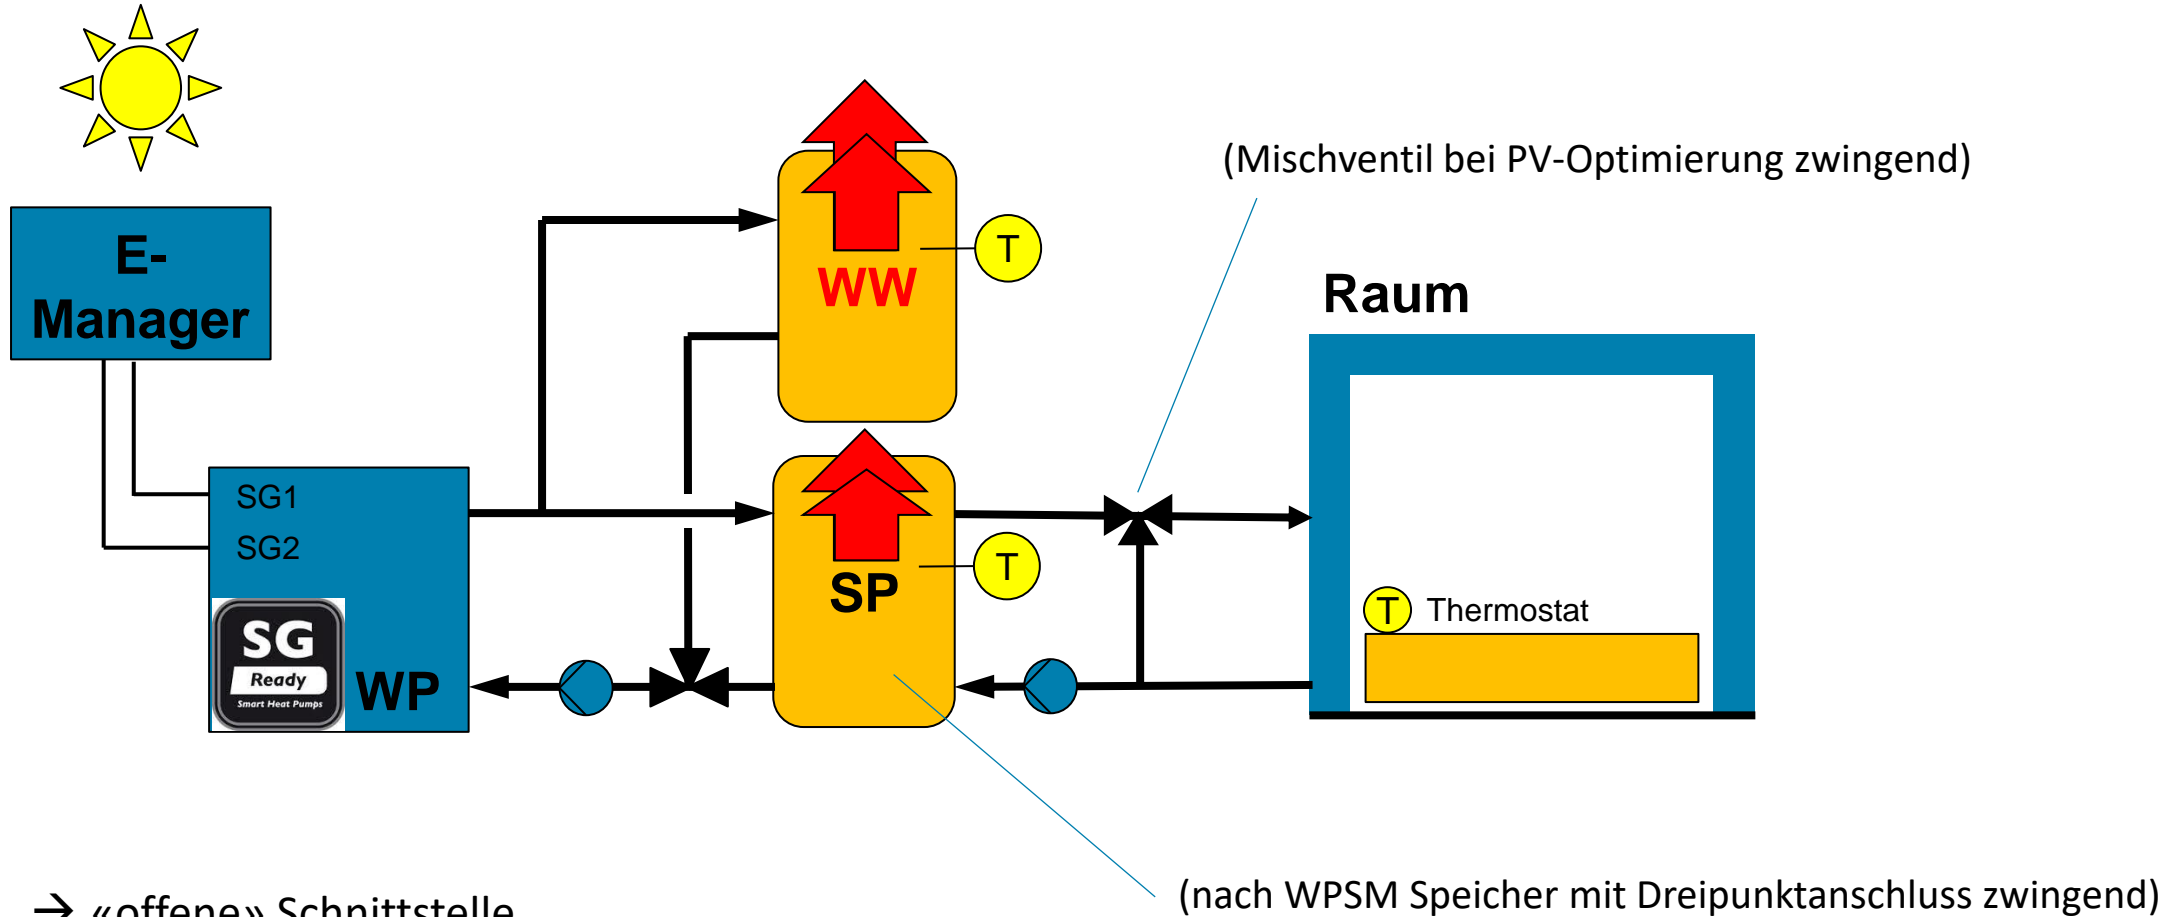 (Mischventil bei PV-Optimierung zwingend)
E-
Manager
WW
T
Raum
SG1
SG2
SP
T
T Thermostat
SG
Ready
Smart Heat Pumps
WP
(nach WPSM Speicher mit Dreipunktanschluss zwingend)
→ «offene» Schnittstelle